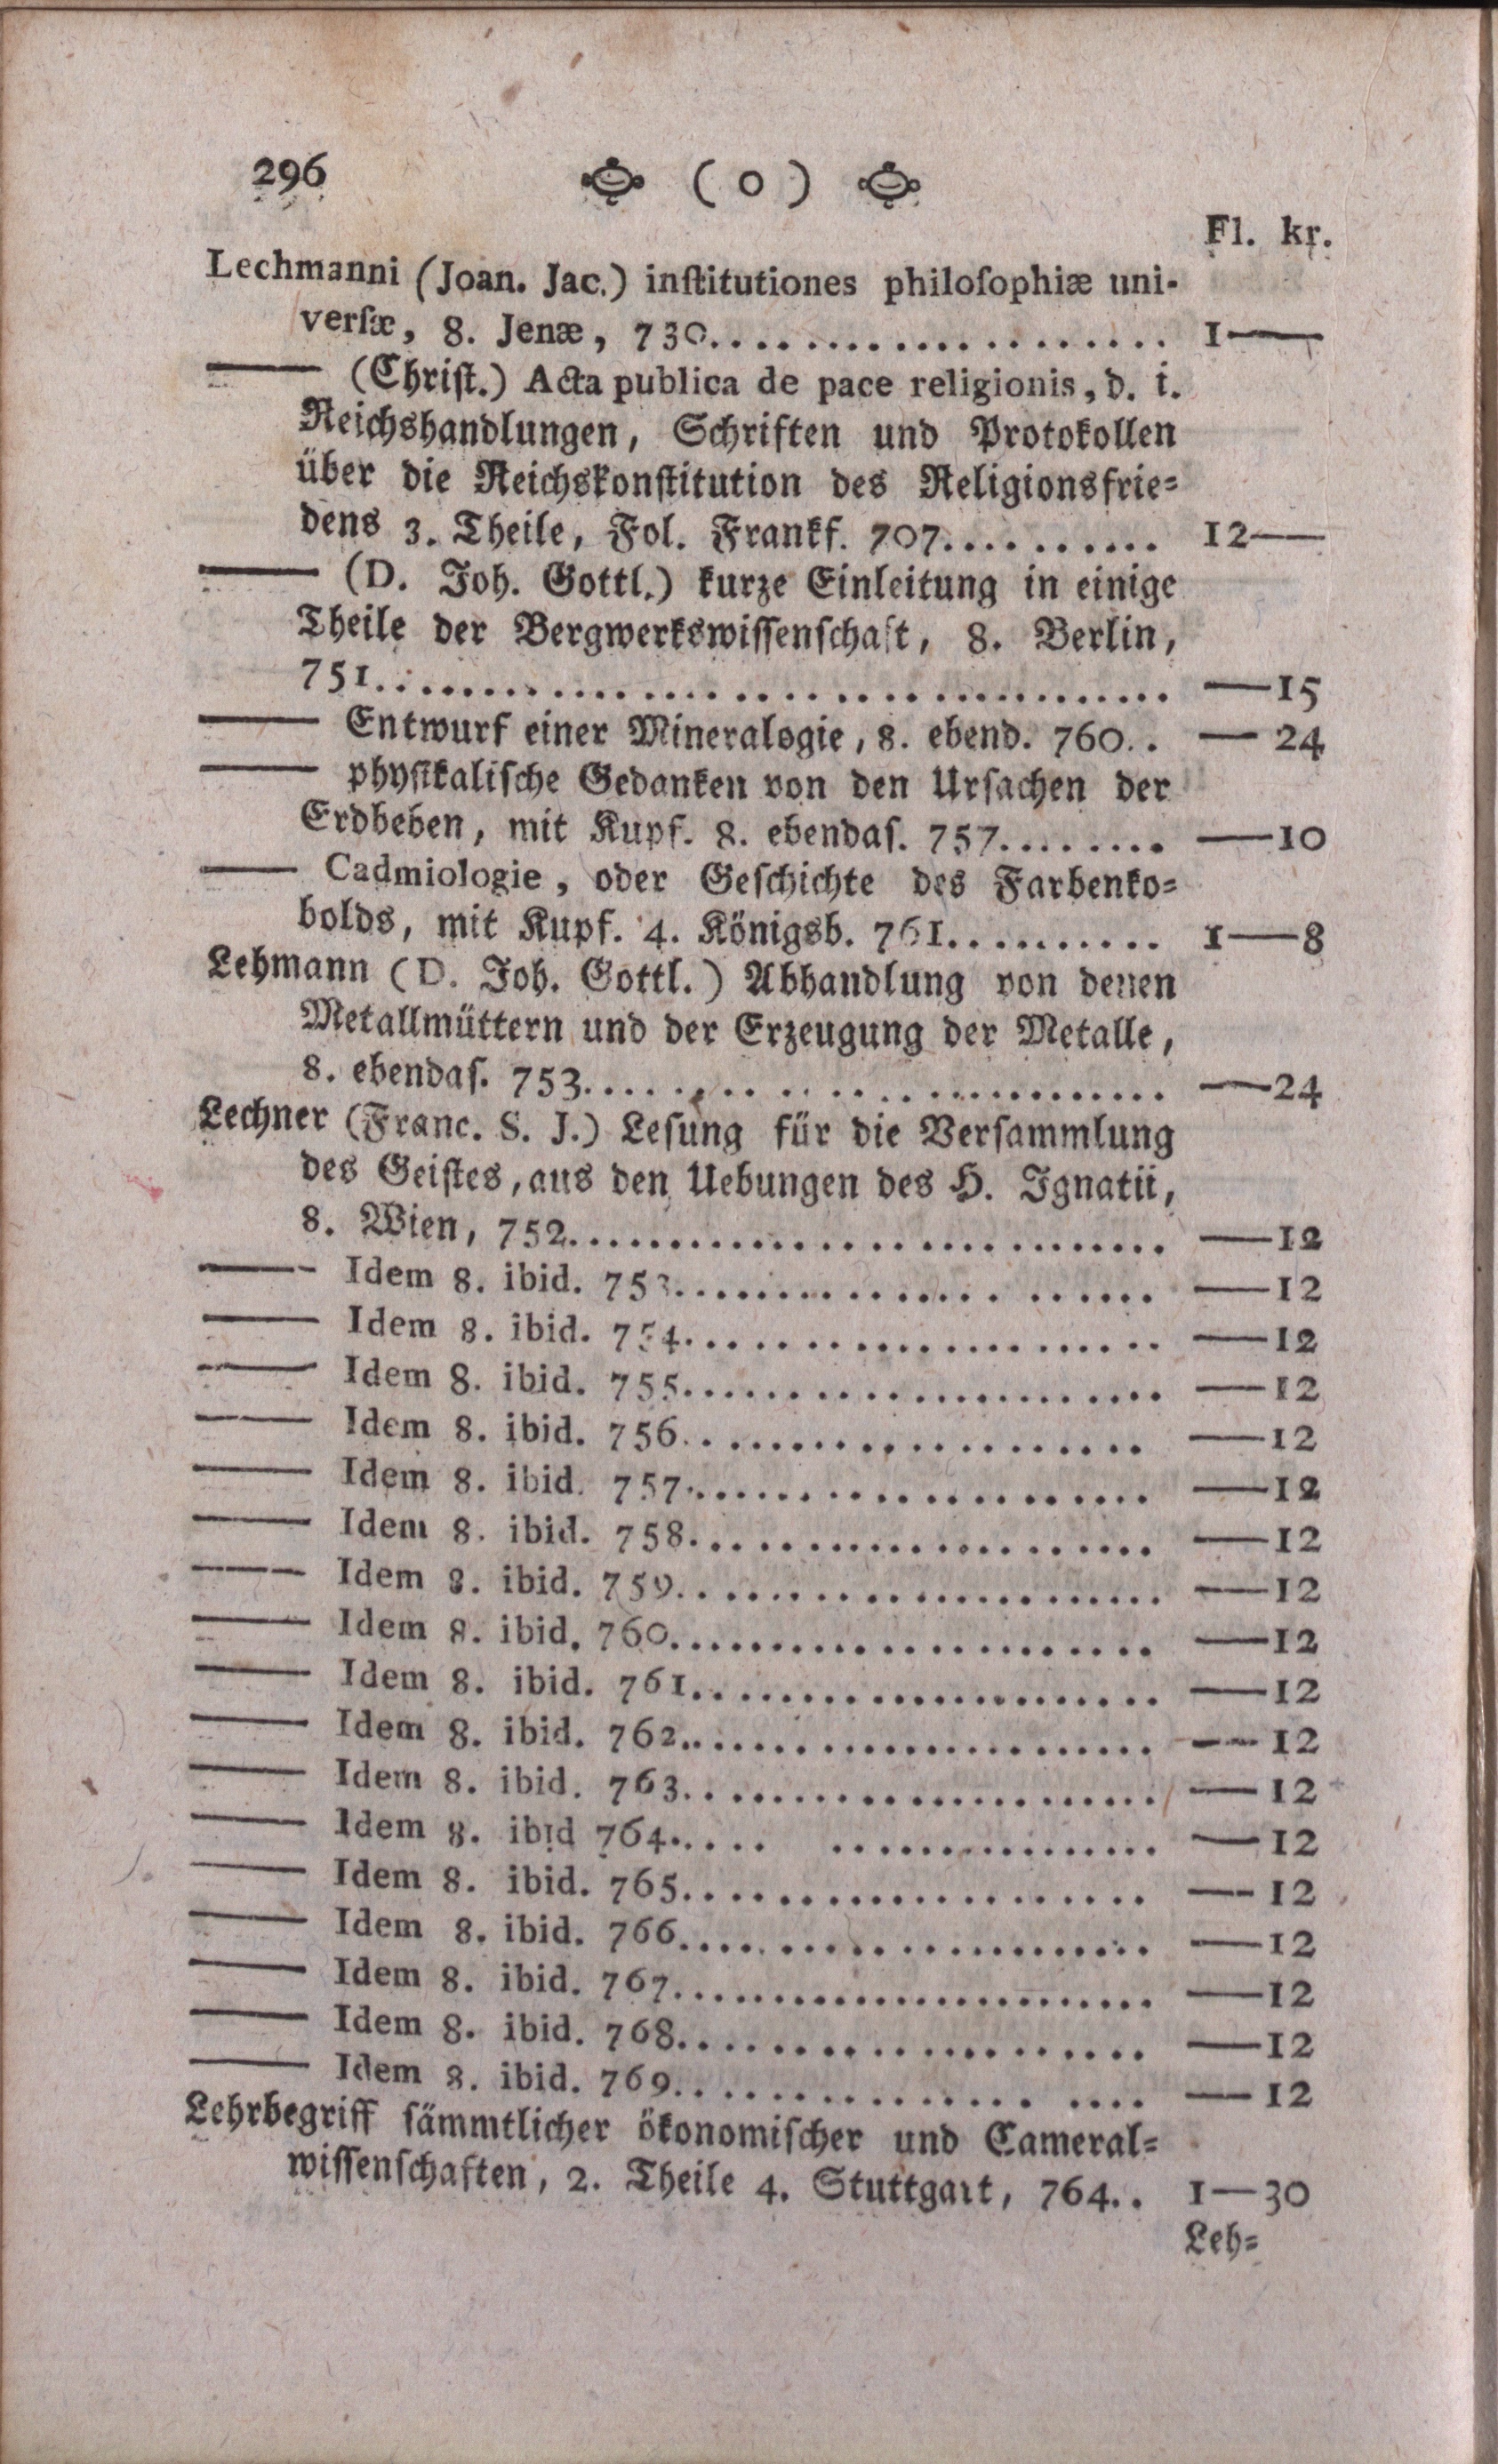 296 ( o )
Fl. kr.
Lechmanni (Joan. Jac.) inſtitutiones philoſophiæ uni-
verſæ, 8. Jenæ, 730.................... 1——
—— (Chriſt.) Acta publica de pace religionis, d. i.
Reichshandlungen, Schriften und Protokollen
über die Reichskonſtitution des Religionsfrie=
dens 3. Theile, Fol. Frankf. 707.......... 12——
—— (D. Joh. Gottl.) kurze Einleitung in einige
Theile der Bergwerkswiſſenſchaft, 8. Berlin,
751.................................... ——15
—— Entwurf einer Mineralogie, 8. ebend. 760.. —— 24
—— phyſikaliſche Gedanken von den Urſachen der
Erdbeben, mit Kupf. 8. ebendaſ. 757........ ——10
—— Cadmiologie, oder Geſchichte des Farbenko=
bolds, mit Kupf. 4. Königsb. 761.......... 1——8
Lehmann (D. Joh. Gottl.) Abhandlung von denen
Metallmüttern und der Erzeugung der Metalle,
8. ebendaſ. 753.......................... ——24
Lechner (Franc. S. J.) Leſung für die Verſammlung
des Geiſtes, aus den Uebungen des H. Ignatii,
8. Wien, 752............................ ——12
—— Idem 8. ibid. 753...................... ——12
—— Idem 8. ibid. 754...................... ——12
—— Idem 8. ibid. 755...................... ——12
—— Idem 8. ibid. 756...................... ——12
—— Idem 8. ibid. 757...................... ——12
—— Idem 8. ibid. 758...................... ——12
—— Idem 8. ibid. 759...................... ——12
—— Idem 8. ibid. 760...................... ——12
—— Idem 8. ibid. 761...................... ——12
—— Idem 8. ibid. 762...................... ——12
—— Idem 8. ibid. 763...................... ——12
—— Idem 8. ibid 764..... ................ ——12
—— Idem 8. ibid. 765...................... ——12
—— Idem 8. ibid. 766...................... ——12
—— Idem 8. ibid. 767...................... ——12
—— Idem 8. ibid. 768...................... ——12
—— Idem 8. ibid. 769................ .... ——12
Lehrbegriff ſämmtlicher ökonomiſcher und Cameral=
wiſſenſchaften, 2. Theile 4. Stuttgart, 764.. 1—30
Leh=